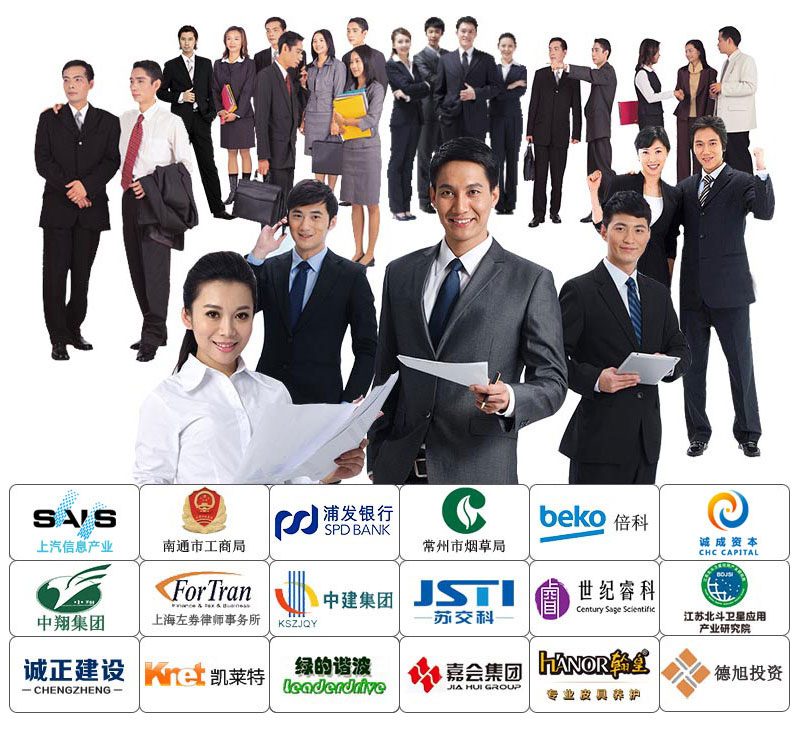 SAIS
上汽信息产业
南通市工商局
浦发银行
SPD BANK
常州市烟草局
beko 倍科
诚成资本
CHC CAPITAL
中翔集团
ForTran
Finance & Tax & Business
上海左券律师事务所
中建集团
KSZJQY
JSTI
苏交科
世纪睿科
Century Sage Scientific
BDJSI
江苏北斗卫星应用
产业研究院
诚正建设
CHENGZHENG
Knet 凯莱特
绿的谐波
Leaderdrive
嘉会集团
JIA HUI GROUP
HANOR 翰皇
专业皮具养护
德旭投资